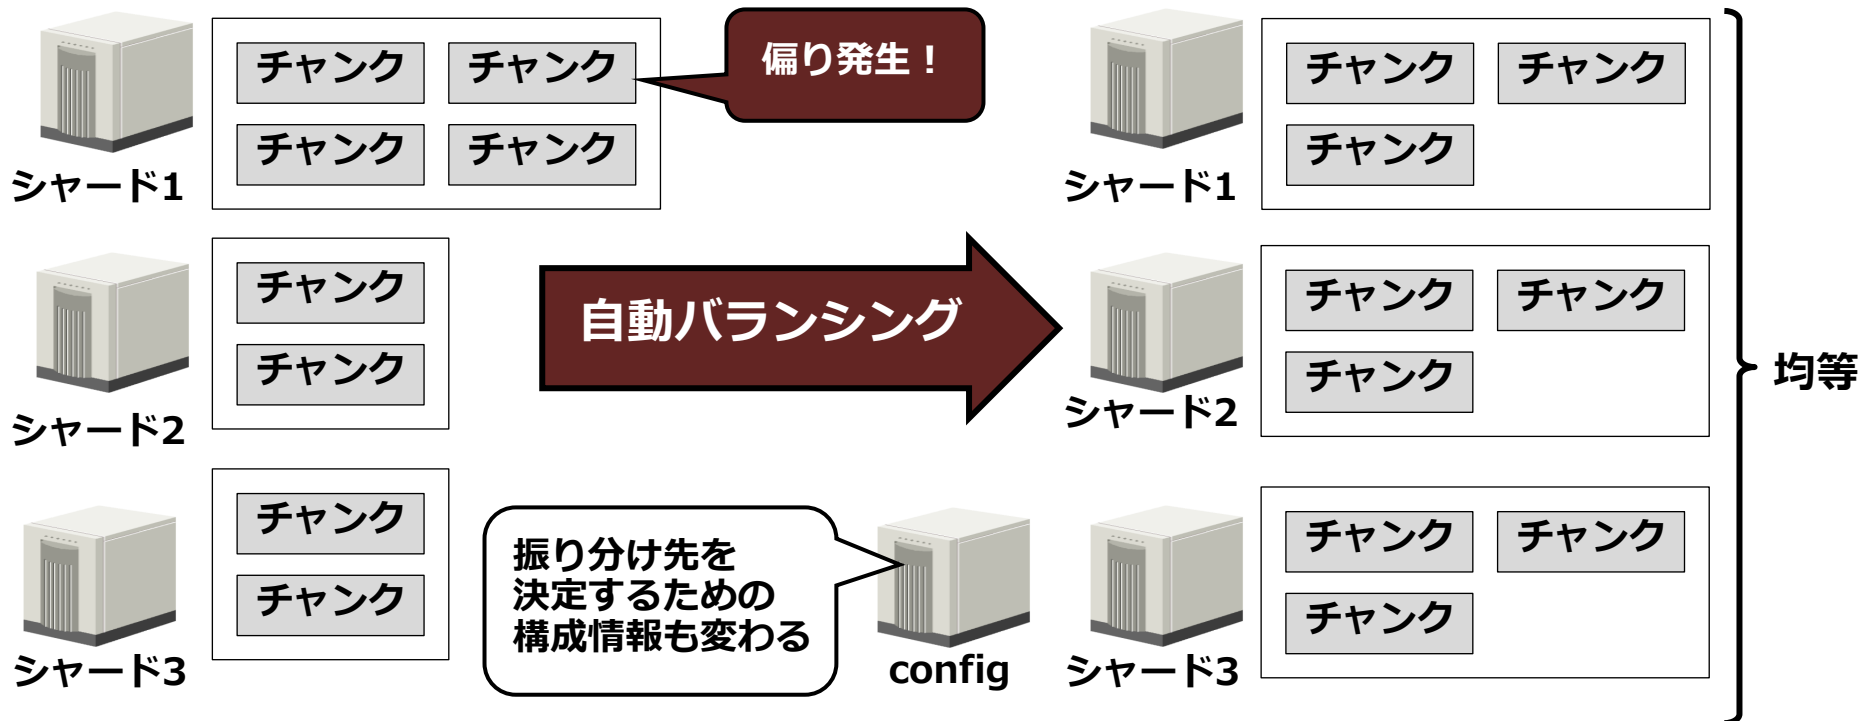 チャンク チャンク
チャンク チャンク
シャード1
偏り発生！
チャンク
チャンク
シャード2
チャンク
チャンク
シャード3
自動バランシング
振り分け先を
決定するための
構成情報も変わる
config
チャンク チャンク
チャンク
シャード1
チャンク チャンク
チャンク
シャード2
チャンク チャンク
チャンク
シャード3
均等